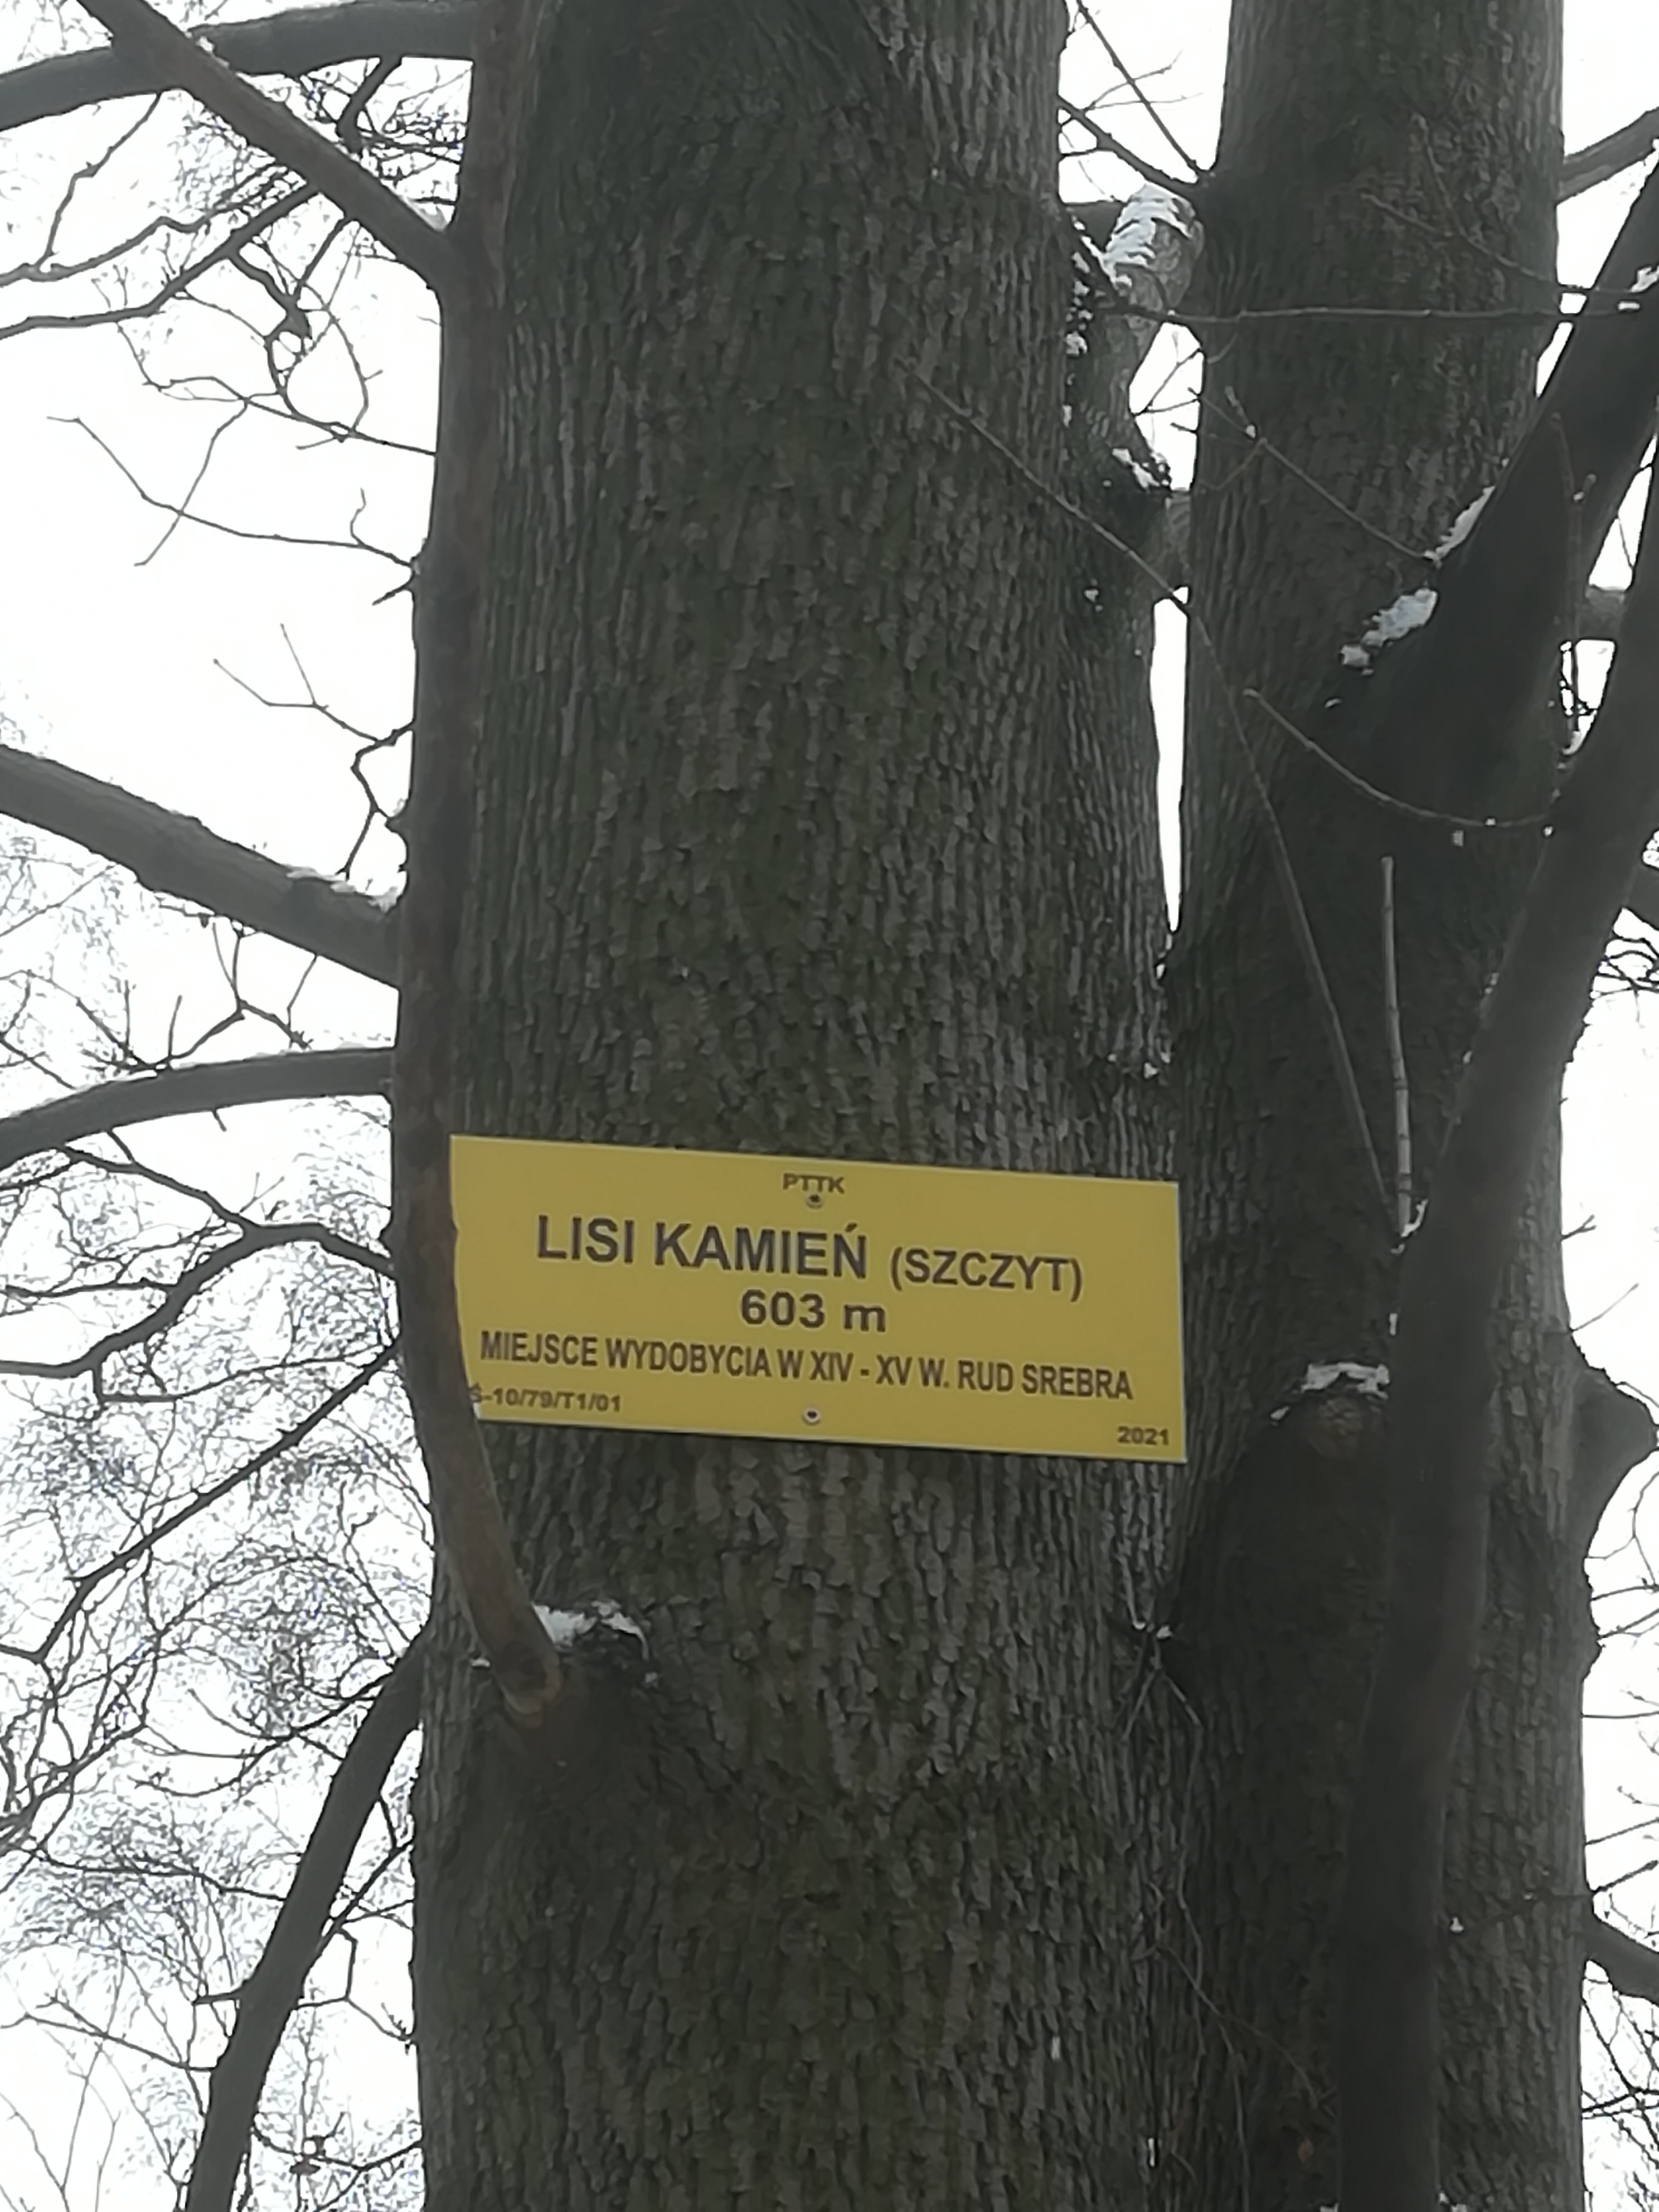 PTTK
LISI KAMIEŃ (SZCZYT)
603 m
MIEJSCE WYDOBYCIA W XIV - XV W. RUD SREBRA
Ś-10/79/T1/01
2021